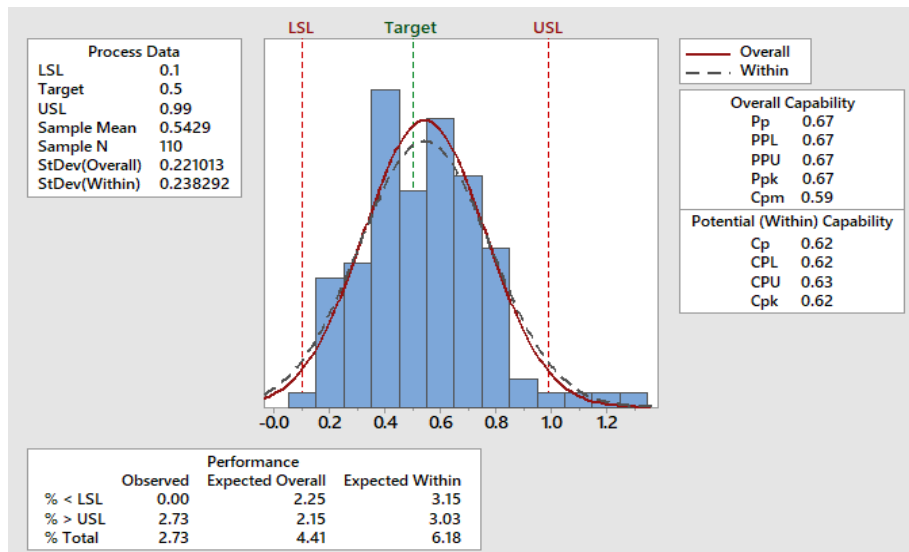 LSL Target USL
Process Data
LSL 0.1
Target 0.5
USL 0.99
Sample Mean 0.5429
Sample N 110
StDev(Overall) 0.221013
StDev(Within) 0.238292
Overall
Within
Overall Capability
Pp 0.67
PPL 0.67
PPU 0.67
Ppk 0.67
Cpm 0.59
Potential (Within) Capability
Cp 0.62
CPL 0.62
CPU 0.63
Cpk 0.62
-0.0 0.2 0.4 0.6 0.8 1.0 1.2
Performance
Observed Expected Overall Expected Within
% < LSL 0.00 2.25 3.15
% > USL 2.73 2.15 3.03
% Total 2.73 4.41 6.18